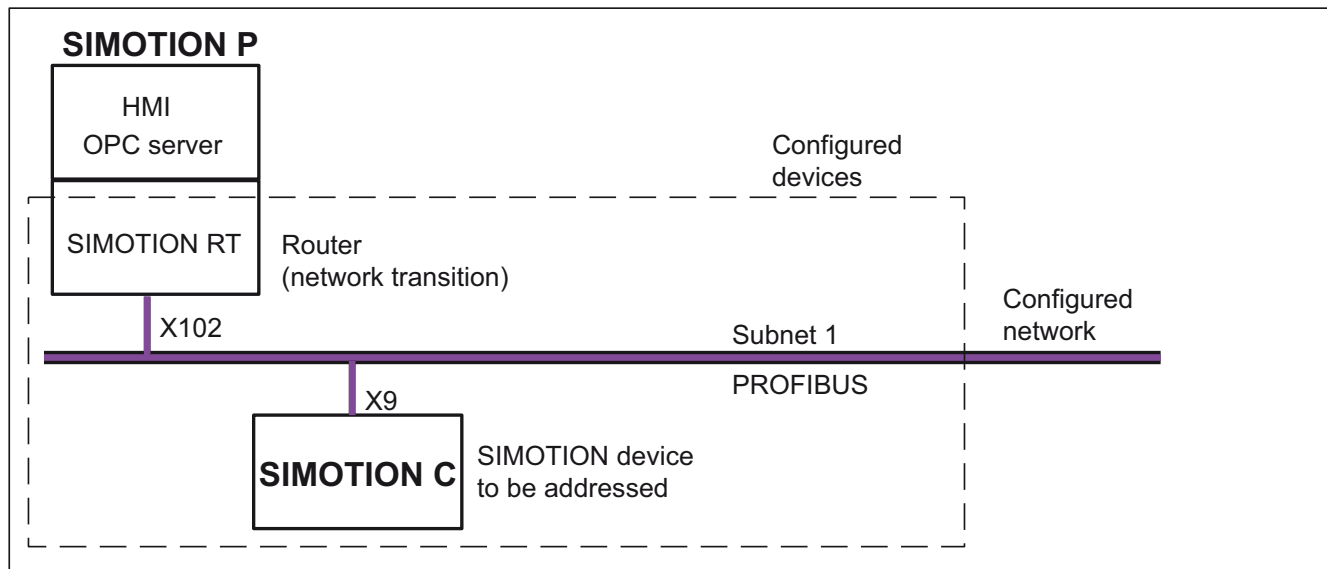 SIMOTION P
HMI
OPC server
Configured
devices
SIMOTION RT
Router
(network transition)
Configured
network
X102
Subnet 1
PROFIBUS
X9
SIMOTION C
SIMOTION device
to be addressed